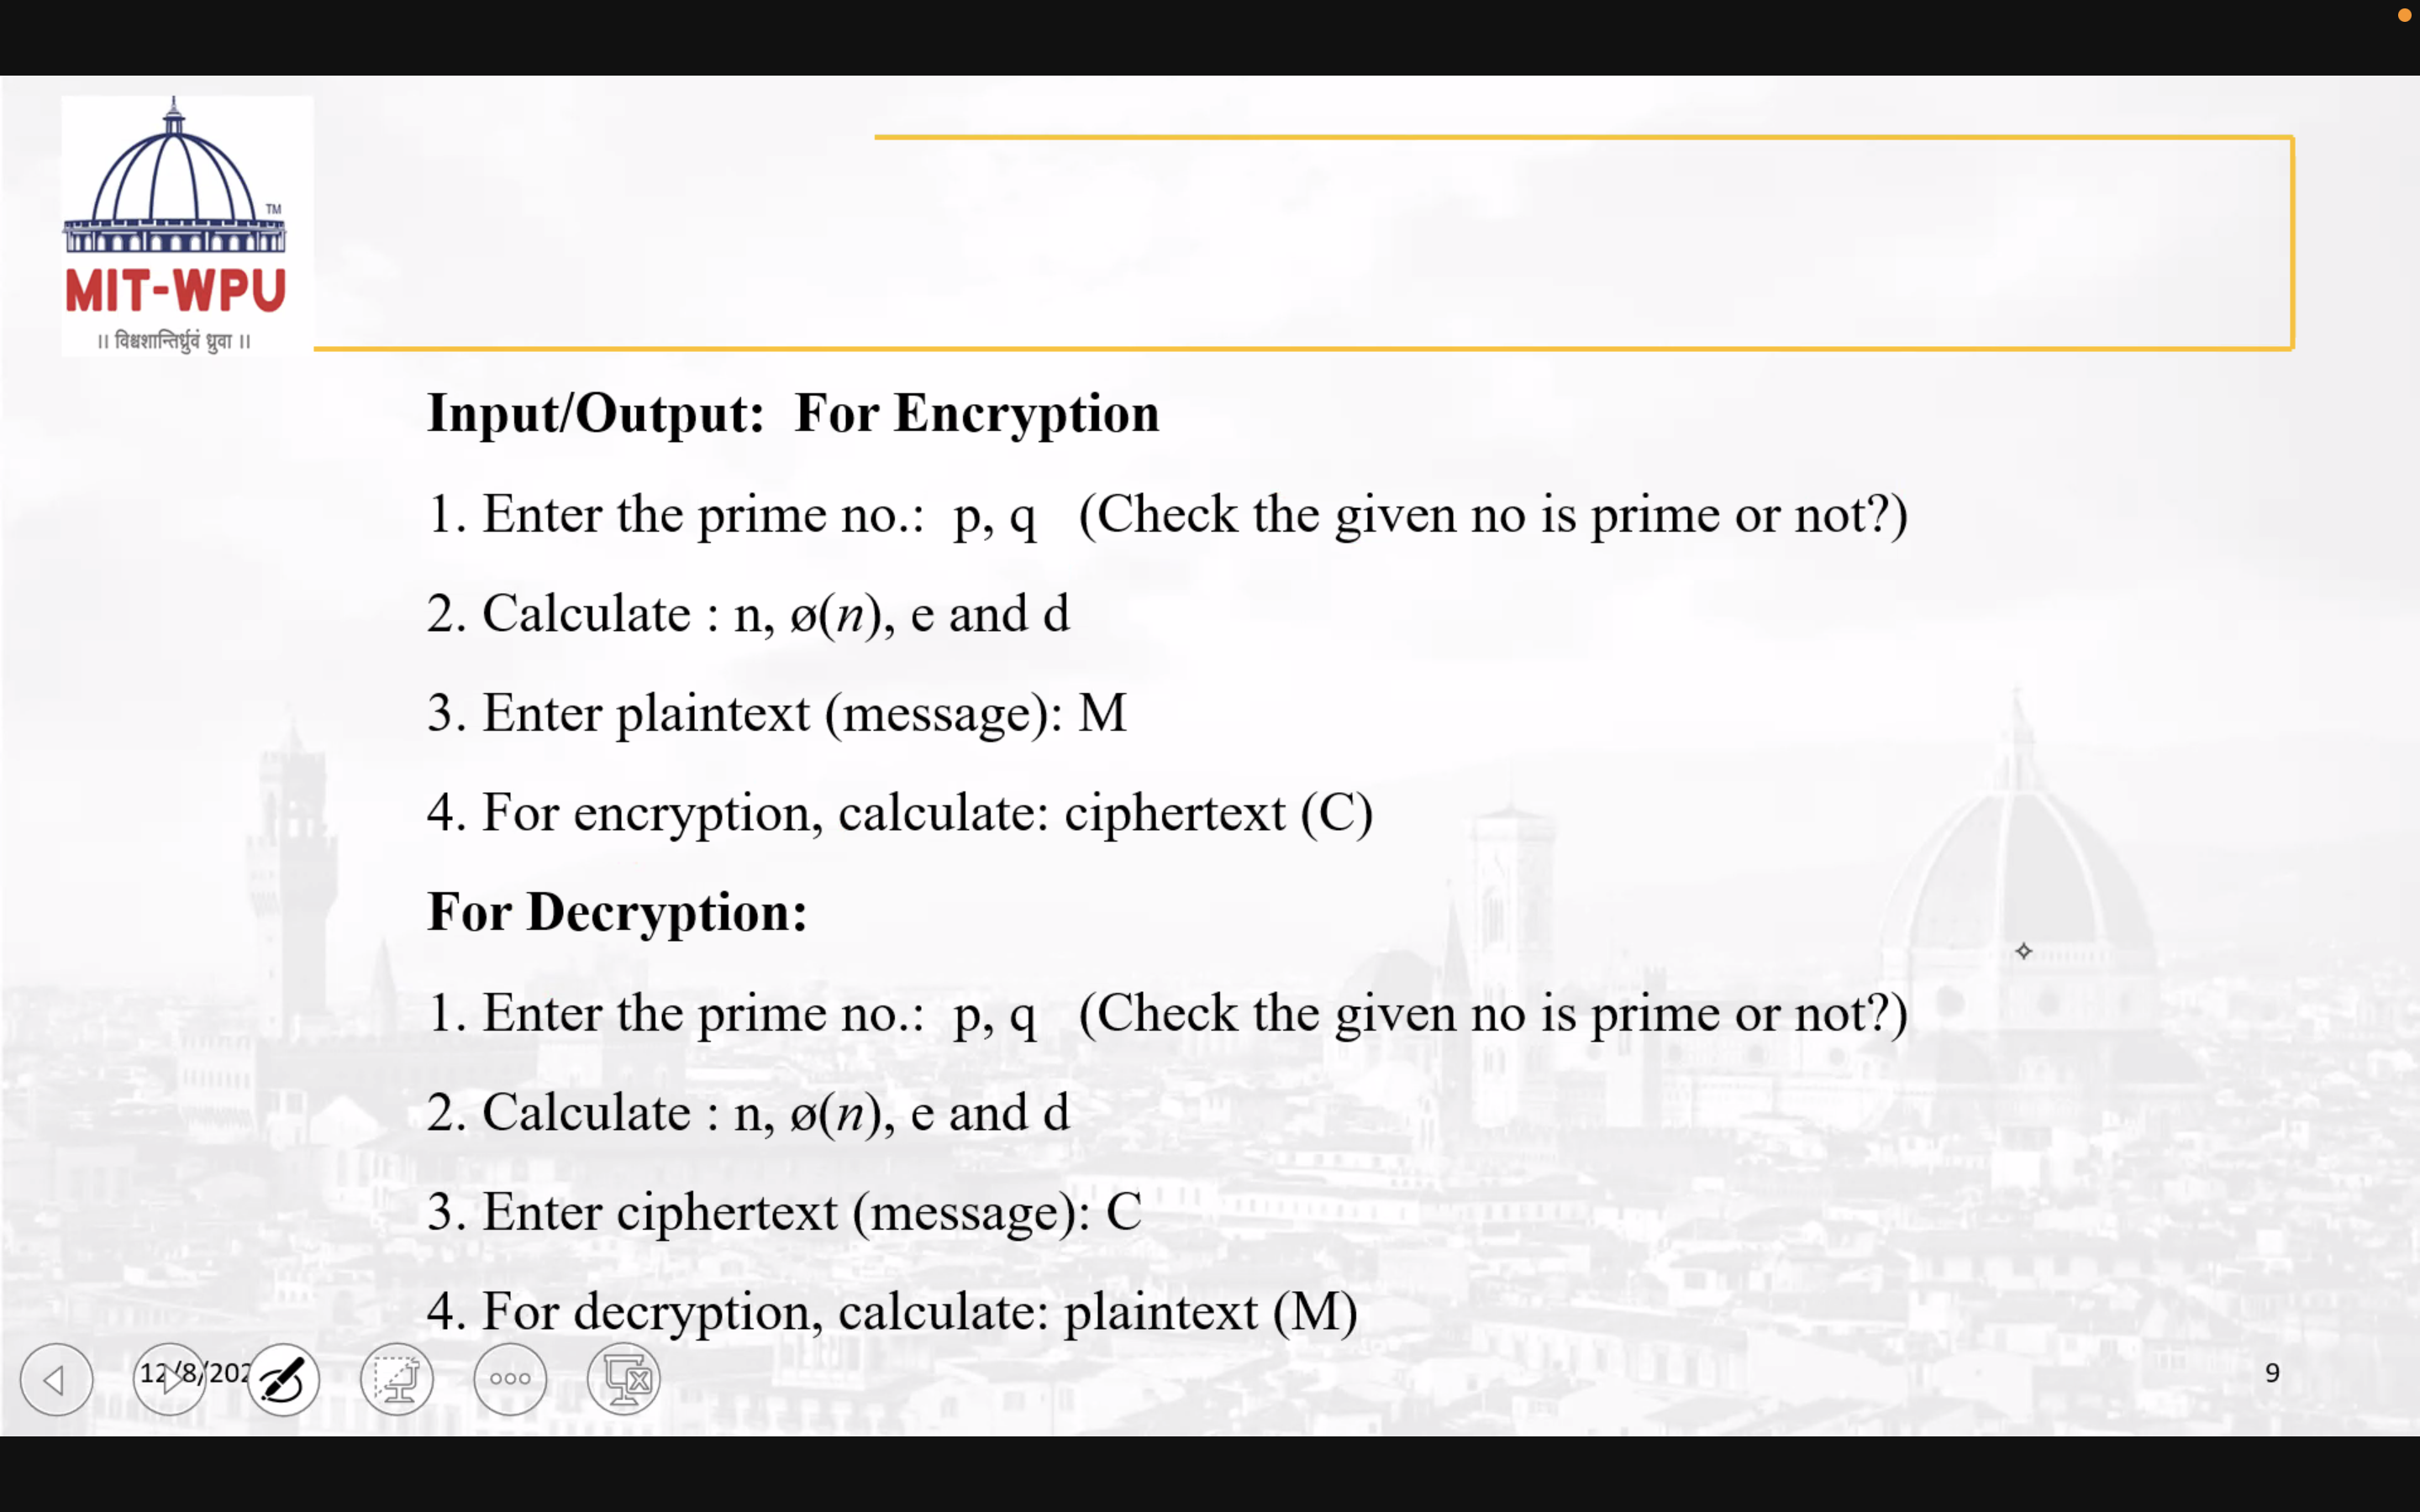 TM
MIT-WPU
॥ विश्वशान्तिर्ध्रुवं ध्रुवा ॥
Input/Output: For Encryption
1. Enter the prime no.: p, q (Check the given no is prime or not?)
2. Calculate : n, ø(n), e and d
3. Enter plaintext (message): M
4. For encryption, calculate: ciphertext (C)
For Decryption:
1. Enter the prime no.: p, q (Check the given no is prime or not?)
2. Calculate : n, ø(n), e and d
3. Enter ciphertext (message): C
4. For decryption, calculate: plaintext (M)
12/8/202
9